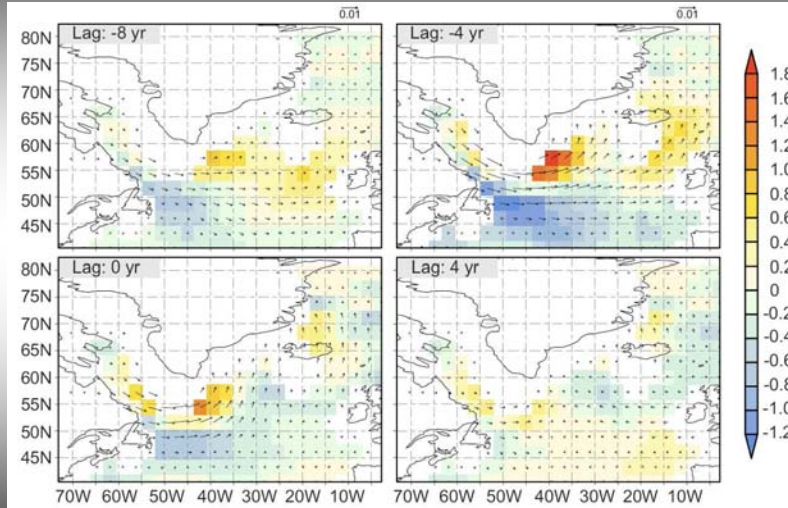 0.01 0.01
Lag: -8 yr Lag: -4 yr
80N
75N
70N
65N
60N
55N
50N
45N
Lag: 0 yr Lag: 4 yr
80N
75N
70N
65N
60N
55N
50N
45N
70W 60W 50W 40W 30W 20W 10W 70W 60W 50W 40W 30W 20W 10W
1.8
1.6
1.4
1.2
1.0
0.8
0.6
0.4
0.2
0
-0.2
-0.4
-0.6
-0.8
-1.0
-1.2